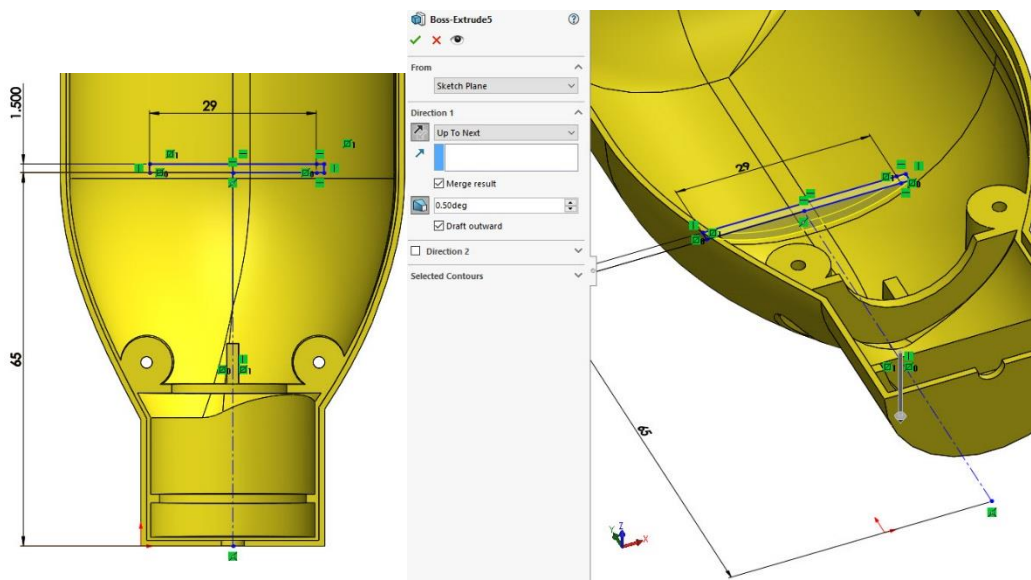 1.500
29
65
Boss-Extrude5
From
Sketch Plane
Direction 1
Up To Next
Merge result
0.50deg
Draft outward
Direction 2
Selected Contours
29
65
Z
Y
X